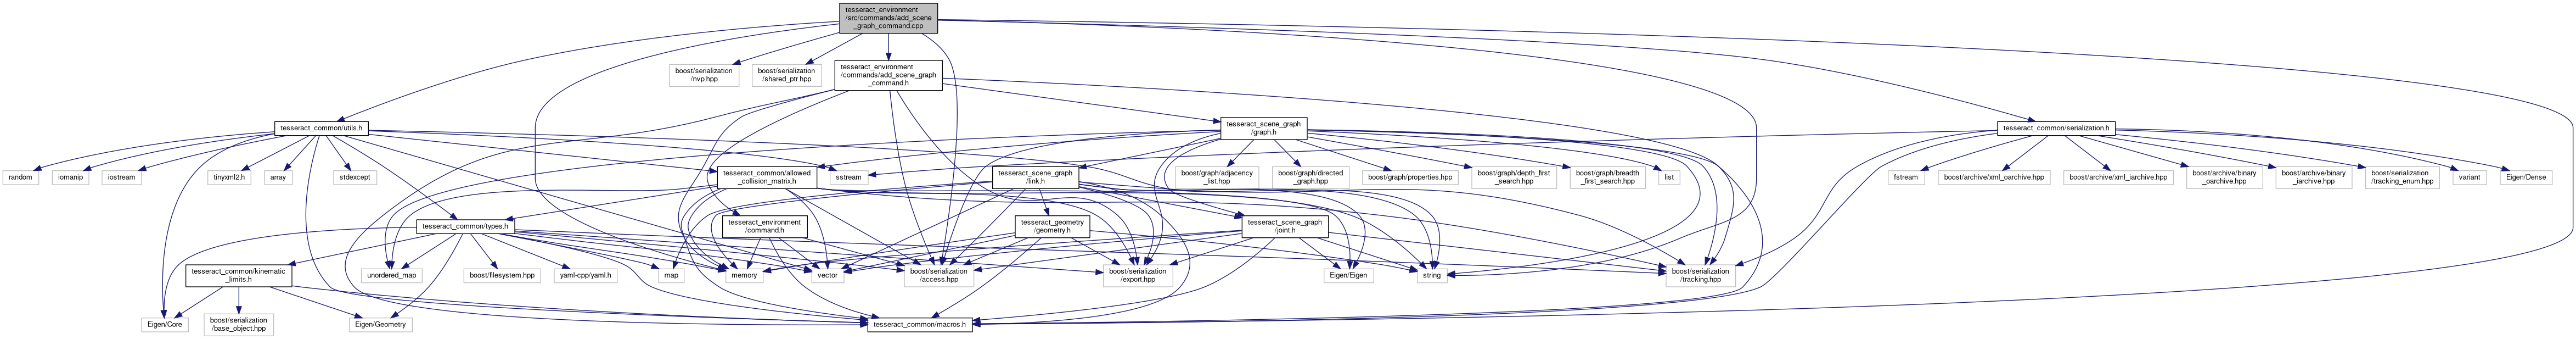 tesseract_environment
/src/commands/add_scene
_graph_command.cpp
boost/serialization
/nvp.hpp
boost/serialization
/shared_ptr.hpp
tesseract_environment
/commands/add_scene_graph
_command.h
tesseract_common/utils.h
tesseract_scene_graph
/graph.h
tesseract_common/serialization.h
random
iomanip
iostream
tinyxml2.h
array
stdexcept
tesseract_common/allowed
_collision_matrix.h
sstream
tesseract_scene_graph
/link.h
boost/graph/adjacency
_list.hpp
boost/graph/directed
_graph.hpp
boost/graph/properties.hpp
boost/graph/depth_first
_search.hpp
boost/graph/breadth
_first_search.hpp
list
fstream
boost/archive/xml_oarchive.hpp
boost/archive/xml_iarchive.hpp
boost/archive/binary
_oarchive.hpp
boost/archive/binary
_iarchive.hpp
boost/serialization
/tracking_enum.hpp
variant
Eigen/Dense
tesseract_common/types.h
tesseract_environment
/command.h
tesseract_geometry
/geometry.h
tesseract_scene_graph
/joint.h
tesseract_common/kinematic
_limits.h
unordered_map
boost/filesystem.hpp
yaml-cpp/yaml.h
map
memory
vector
boost/serialization
/access.hpp
boost/serialization
/export.hpp
Eigen/Eigen
string
boost/serialization
/tracking.hpp
Eigen/Core
boost/serialization
/base_object.hpp
Eigen/Geometry
tesseract_common/macros.h